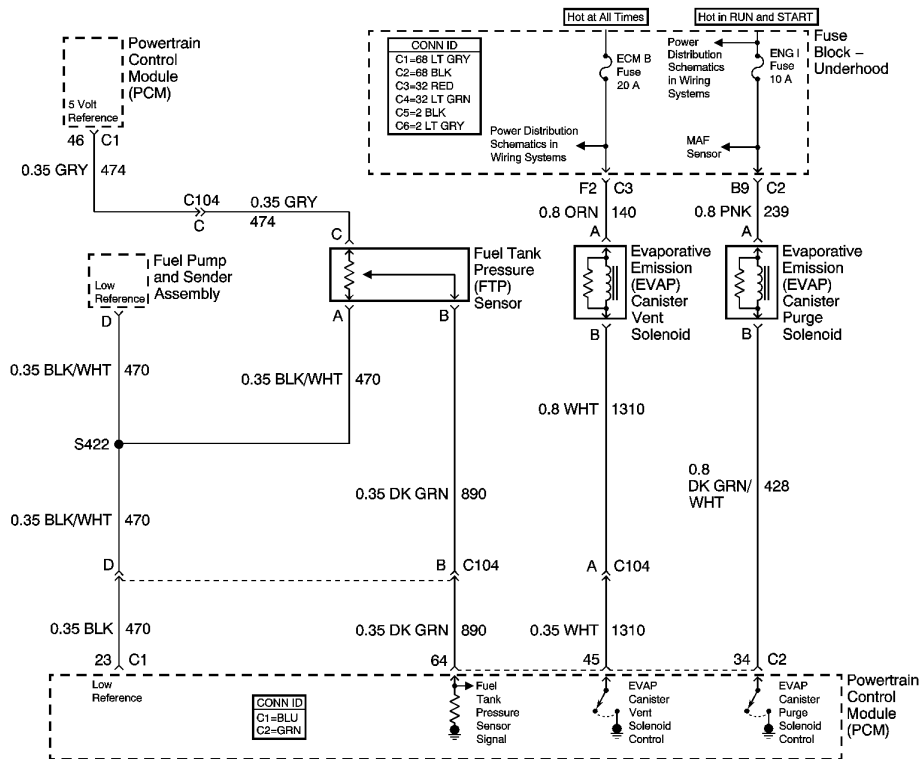 Hot at All Times
Hot in RUN and START
Powertrain
Control
Module
(PCM)
5 Volt
Reference
46 C1
0.35 GRY 474
C104
C
0.35 GRY
474
CONN ID
C1=68 LT GRY
C2=68 BLK
C3=32 RED
C4=32 LT GRN
C5=2 BLK
C6=2 LT GRY
ECM B
Fuse
20 A
Power
Distribution
Schematics
in Wiring
Systems
ENG I
Fuse
10 A
Fuse
Block –
Underhood
Power Distribution
Schematics in
Wiring Systems
MAF
Sensor
F2 C3
0.8 ORN 140
A
B9 C2
0.8 PNK 239
A
Low
Reference
Fuel Pump
and Sender
Assembly
D
C
Fuel Tank
Pressure
(FTP)
Sensor
A
B
Evaporative
Emission
(EVAP)
Canister
Vent
Solenoid
B
Evaporative
Emission
(EVAP)
Canister
Purge
Solenoid
B
0.35 BLK/WHT 470
0.35 BLK/WHT 470
0.8 WHT 1310
S422
0.8
DK GRN/
WHT
428
0.35 DK GRN 890
0.35 BLK/WHT 470
D
B C104
A C104
0.35 BLK 470
0.35 DK GRN 890
0.35 WHT 1310
23 C1
64
45
34 C2
Low
Reference
CONN ID
C1=BLU
C2=GRN
Fuel
Tank
Pressure
Sensor
Signal
EVAP
Canister
Vent
Solenoid
Control
EVAP
Canister
Purge
Solenoid
Control
Powertrain
Control
Module
(PCM)